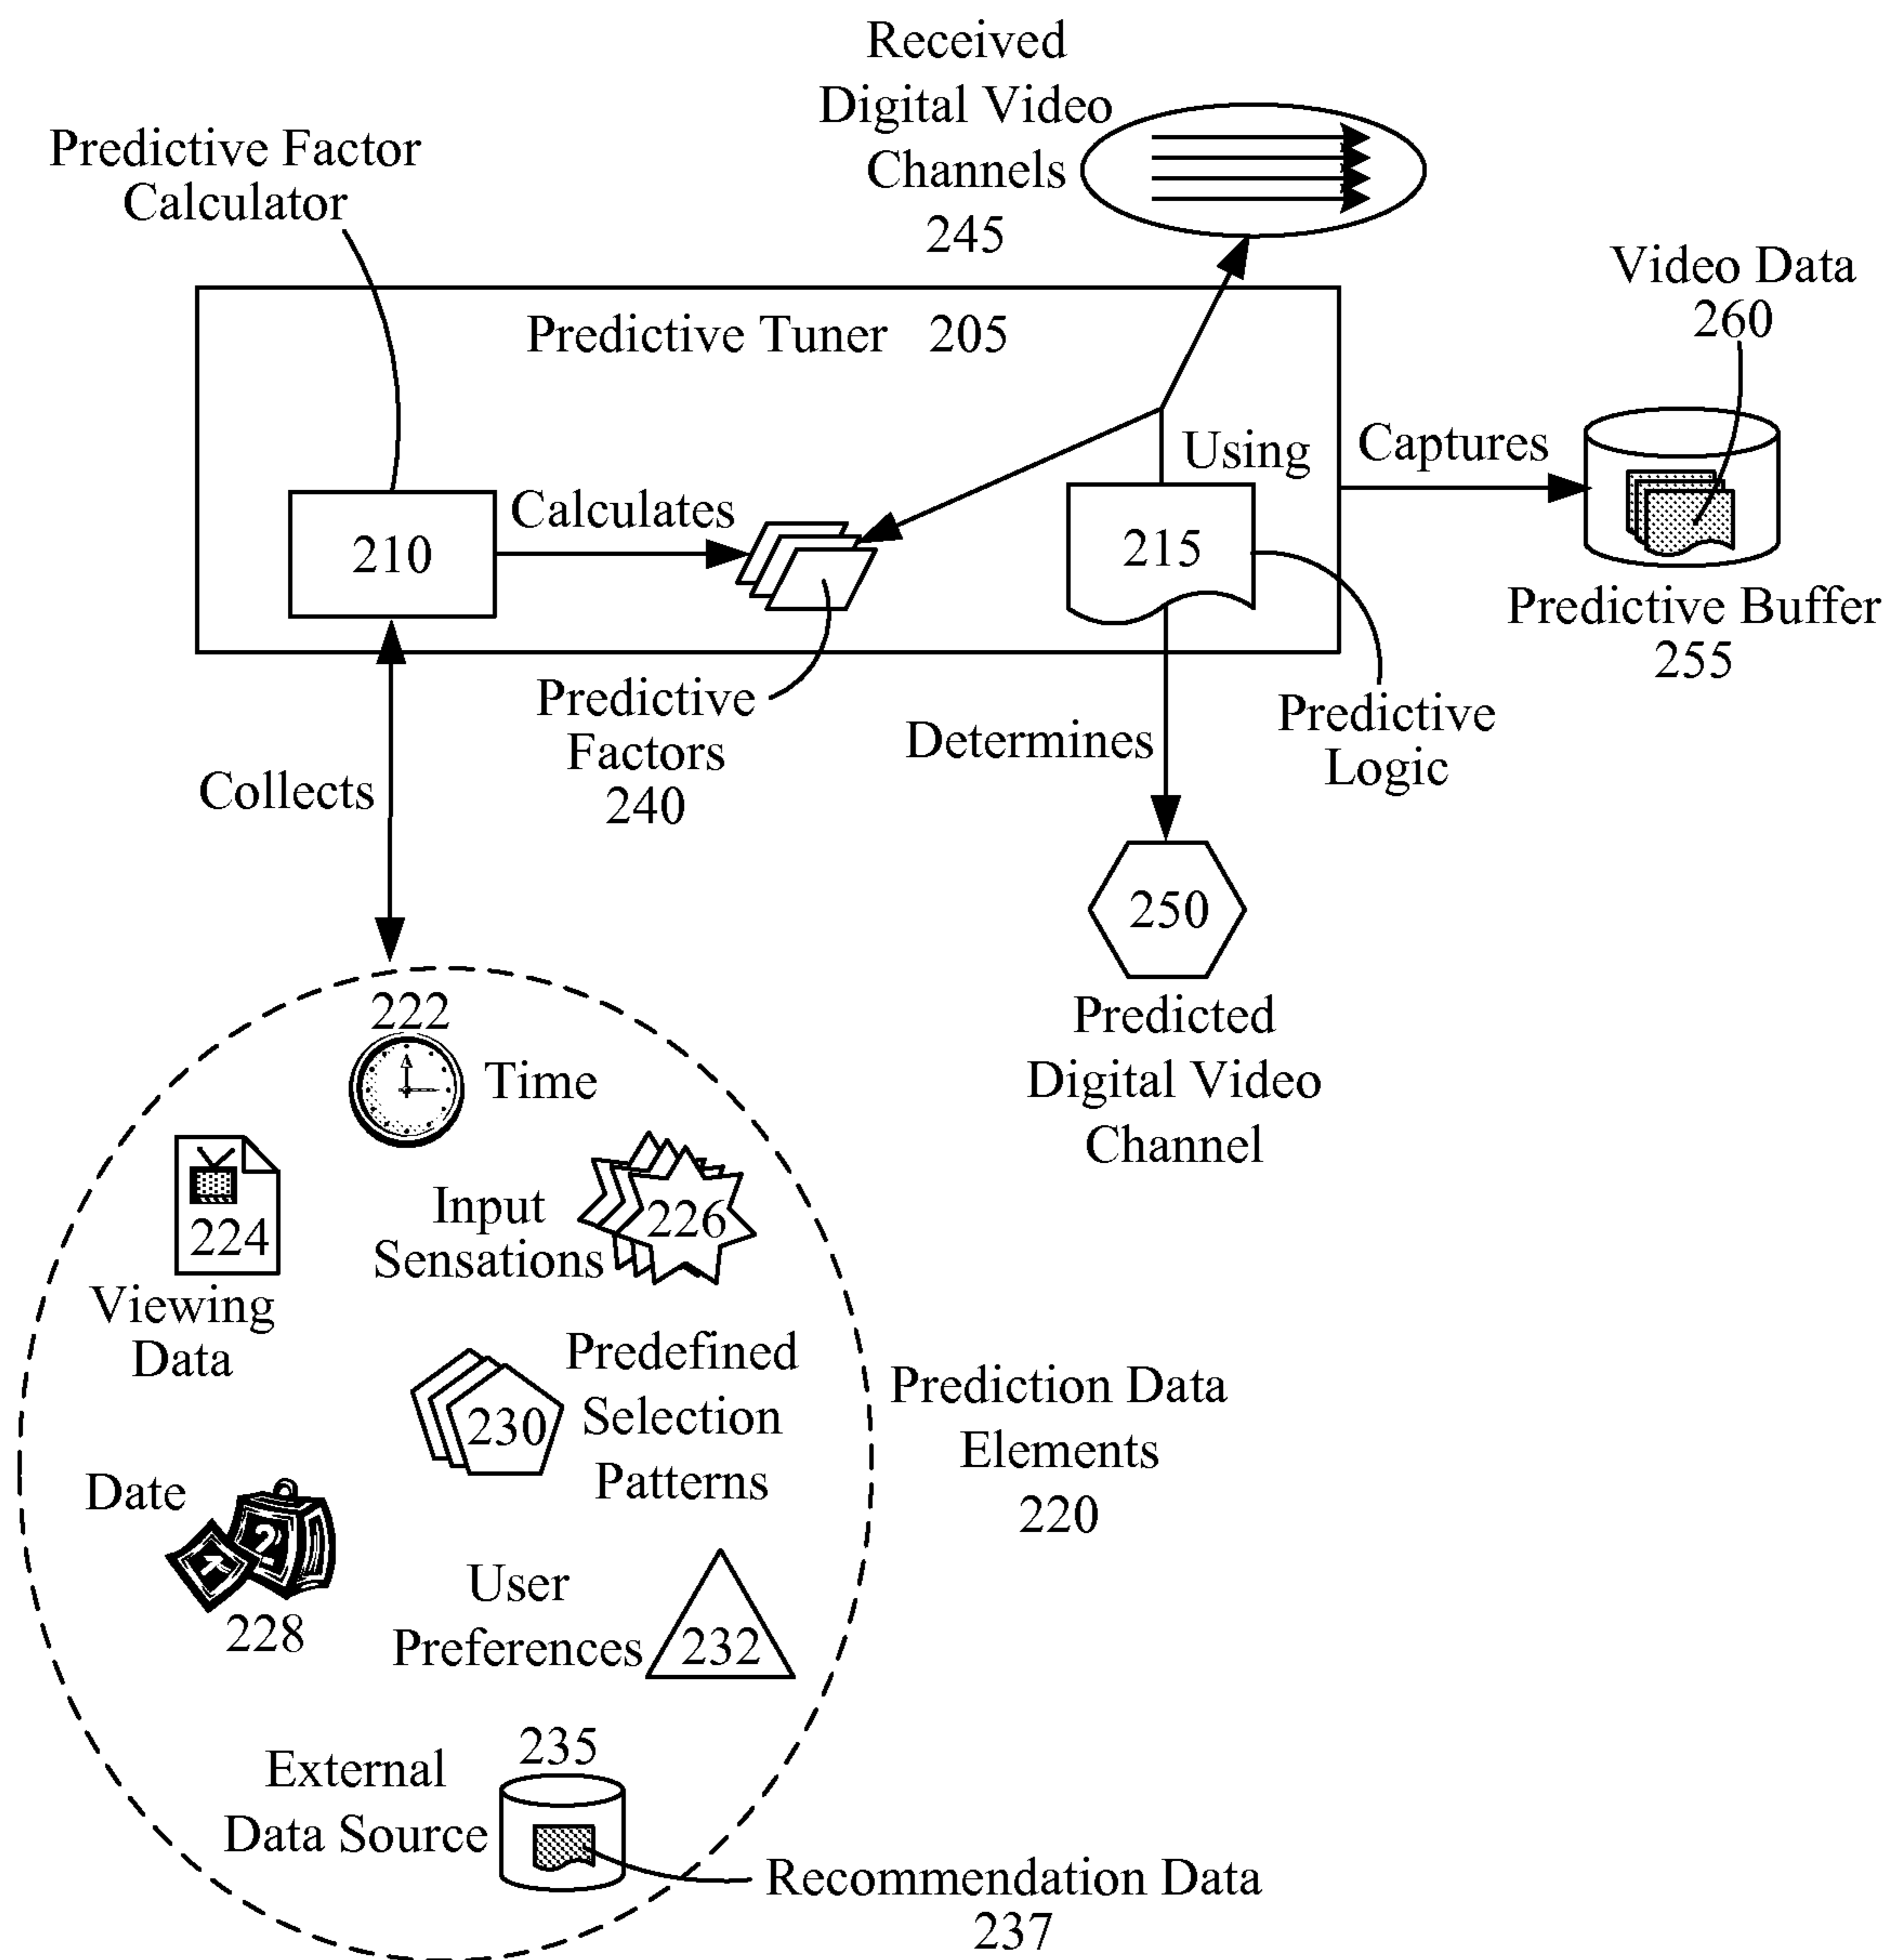 Received
Digital Video
Channels
245
Predictive Factor
Calculator
Video Data
260
Predictive Tuner 205
Using
Captures
Calculates
210
215
Predictive Buffer
255
Predictive
Factors
240
Determines
Predictive
Logic
Collects
250
Predicted
Digital Video
Channel
222
Time
224
Viewing
Data
Input
Sensations
226
Predefined
Selection
Patterns
230
Prediction Data
Elements
220
Date
1
2
228
User
Preferences
232
External
Data Source
235
Recommendation Data
237